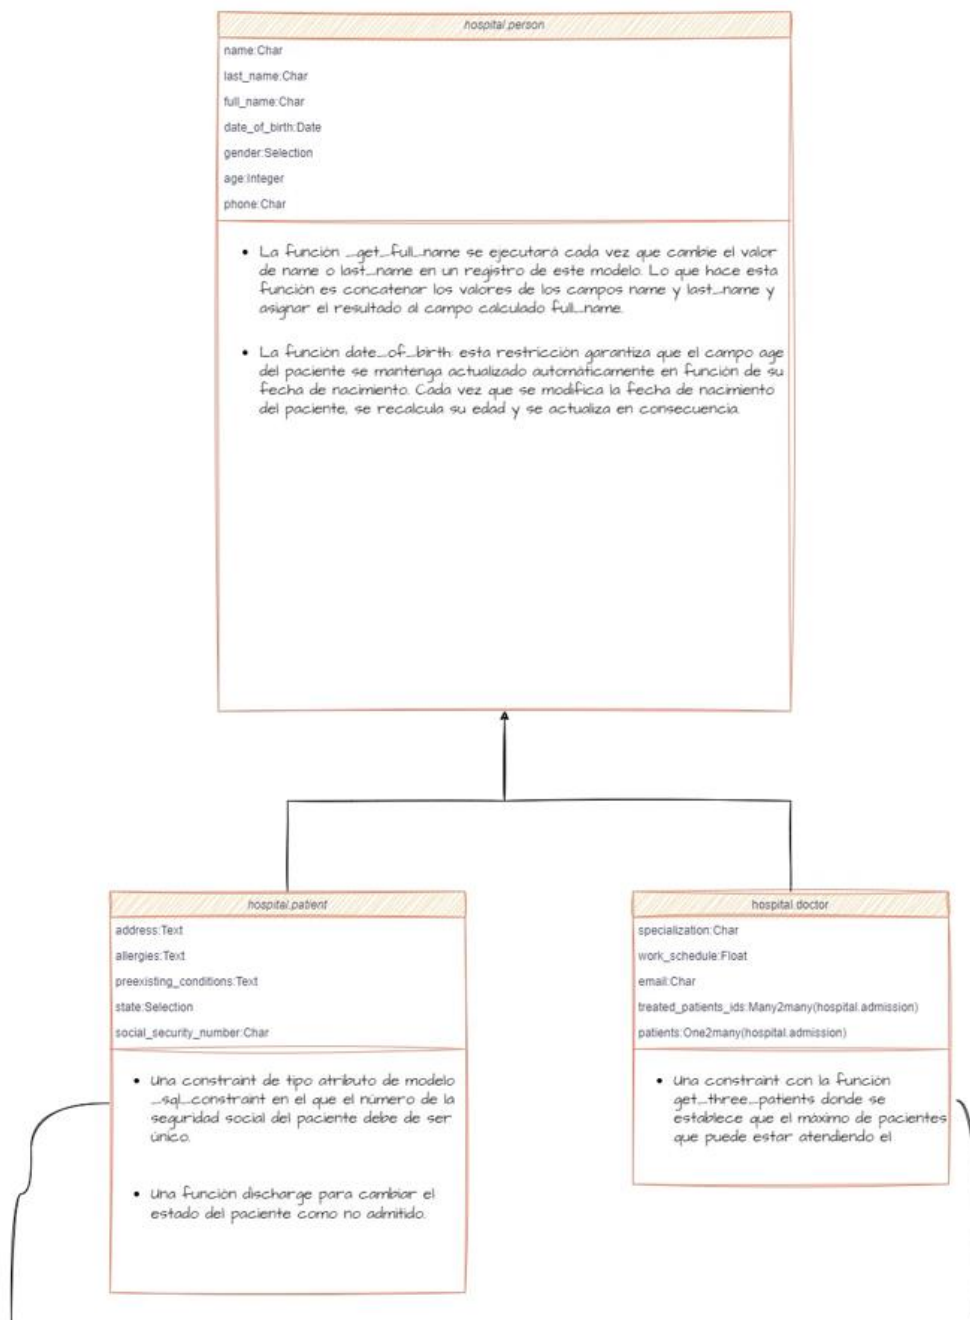 hospital.person
name:Char
last_name:Char
full_name:Char
date_of_birth:Date
gender:Selection
age:Integer
phone:Char
• La función _get_full_name se ejecutará cada vez que cambie el valor
de name o last_name en un registro de este modelo. Lo que hace esta
función es concatenar los valores de los campos name y last_name y
asignar el resultado al campo calculado full_name.
• La función date_of_birth: esta restricción garantiza que el campo age
del paciente se mantenga actualizado automáticamente en función de su
fecha de nacimiento. Cada vez que se modifica la fecha de nacimiento
del paciente, se recalcula su edad y se actualiza en consecuencia.
hospital.patient
address:Text
allergies:Text
preexisting_conditions:Text
state:Selection
social_security_number:Char
• Una constraint de tipo atributo de modelo
_sql_constraint en el que el número de la
seguridad social del paciente debe de ser
único.
• Una función discharge para cambiar el
estado del paciente como no admitido.
hospital.doctor
specialization:Char
work_schedule:Float
email:Char
treated_patients_ids:Many2many(hospital.admission)
patients:One2many(hospital.admission)
• Una constraint con la función
get_three_patients donde se
establece que el máximo de pacientes
que puede estar atendiendo el